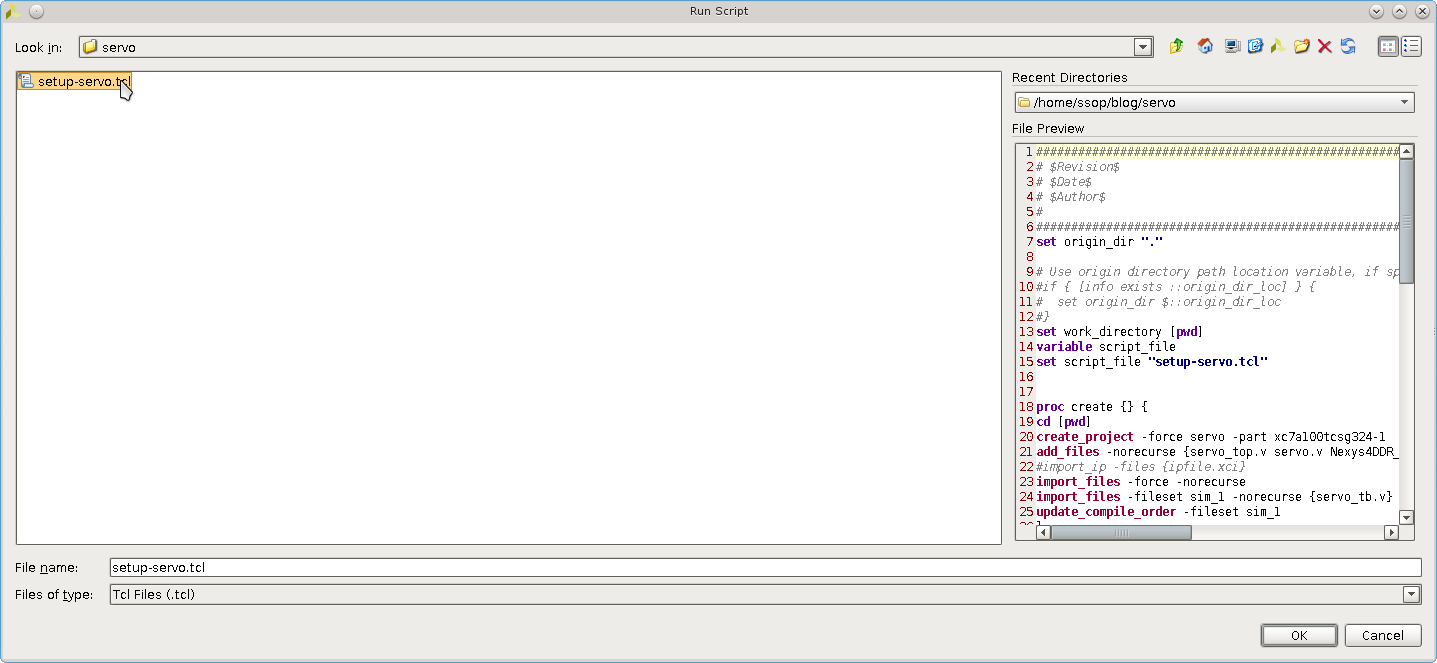 Run Script
Look in: servo
setup-servo.tcl
Recent Directories
/home/ssop/blog/servo
File Preview
1 ####################################################
2 # $Revision$
3 # $Date$
4 # $Author$
5 #
6 ####################################################
7 set origin_dir "."
8
9 # Use origin directory path location variable, if sp
10 #if { [info exists ::origin_dir_loc] } {
11 #  set origin_dir $::origin_dir_loc
12 #}
13 set work_directory [pwd]
14 variable script_file
15 set script_file "setup-servo.tcl"
16
17
18 proc create {} {
19 cd [pwd]
20 create_project -force servo -part xc7a100tcsg324-1
21 add_files -norecurse {servo_top.v servo.v Nexys4DDR_
22 #import_ip -files {ipfile.xci}
23 import_files -force -norecurse
24 import_files -fileset sim_1 -norecurse {servo_tb.v}
25 update_compile_order -fileset sim_1
File name: setup-servo.tcl
Files of type: Tcl Files (.tcl)
OK Cancel